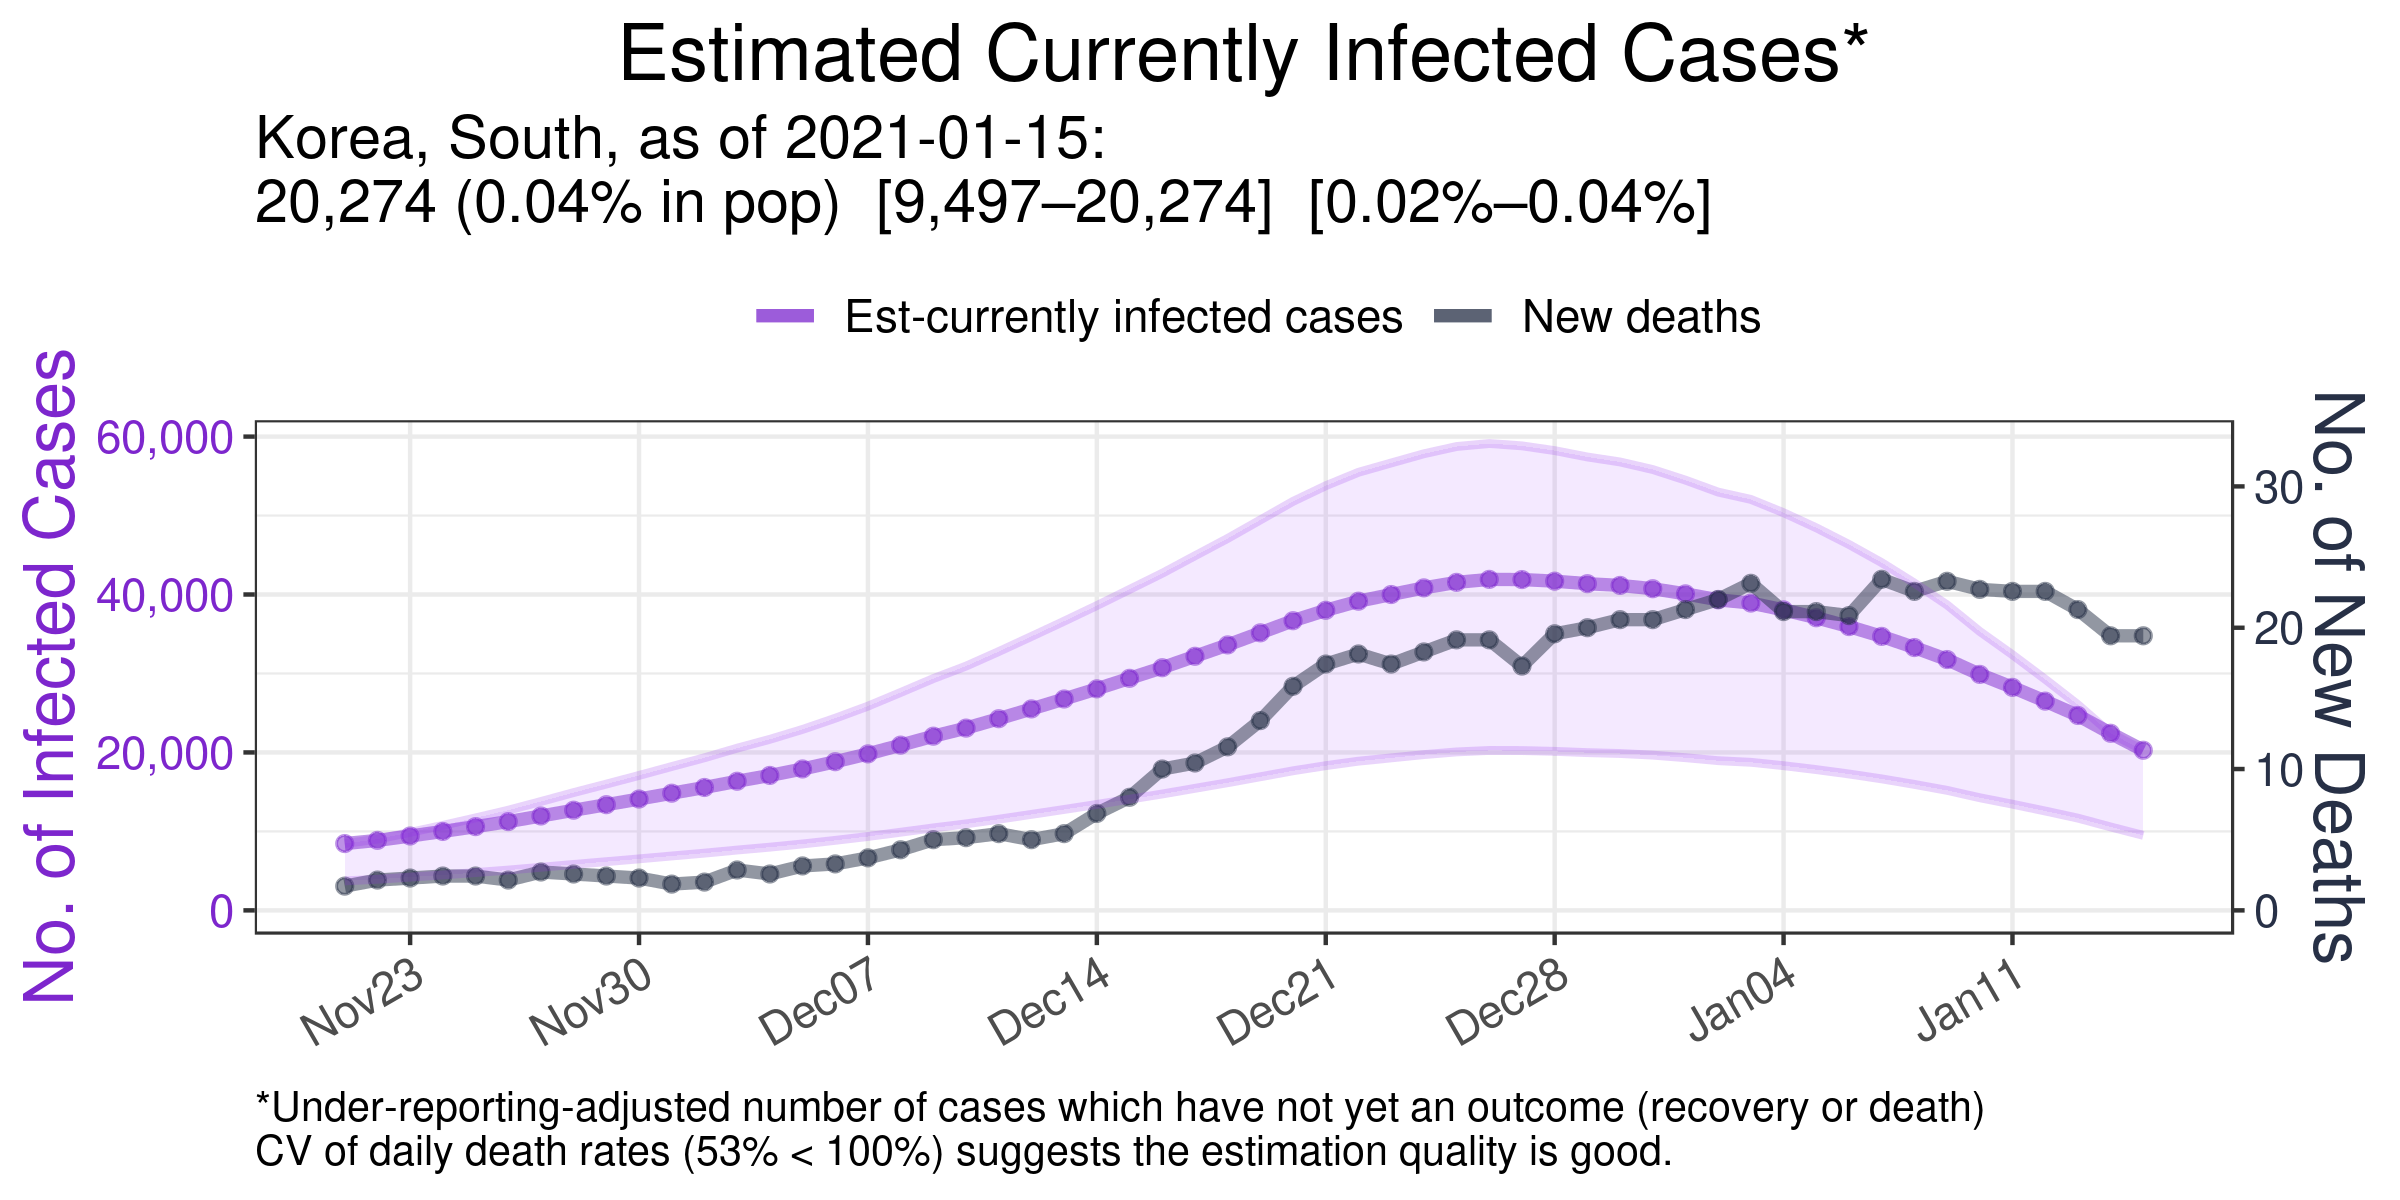 Estimated Currently Infected Cases*
Korea, South, as of 2021-01-15:
20,274 (0.04% in pop)  [9,497–20,274]  [0.02%–0.04%]
Est-currently infected cases
New deaths
No. of Infected Cases
60,000
40,000
20,000
0
No. of New Deaths
30
20
10
0
Nov23
Nov30
Dec07
Dec14
Dec21
Dec28
Jan04
Jan11
*Under-reporting-adjusted number of cases which have not yet an outcome (recovery or death)
CV of daily death rates (53% < 100%) suggests the estimation quality is good.